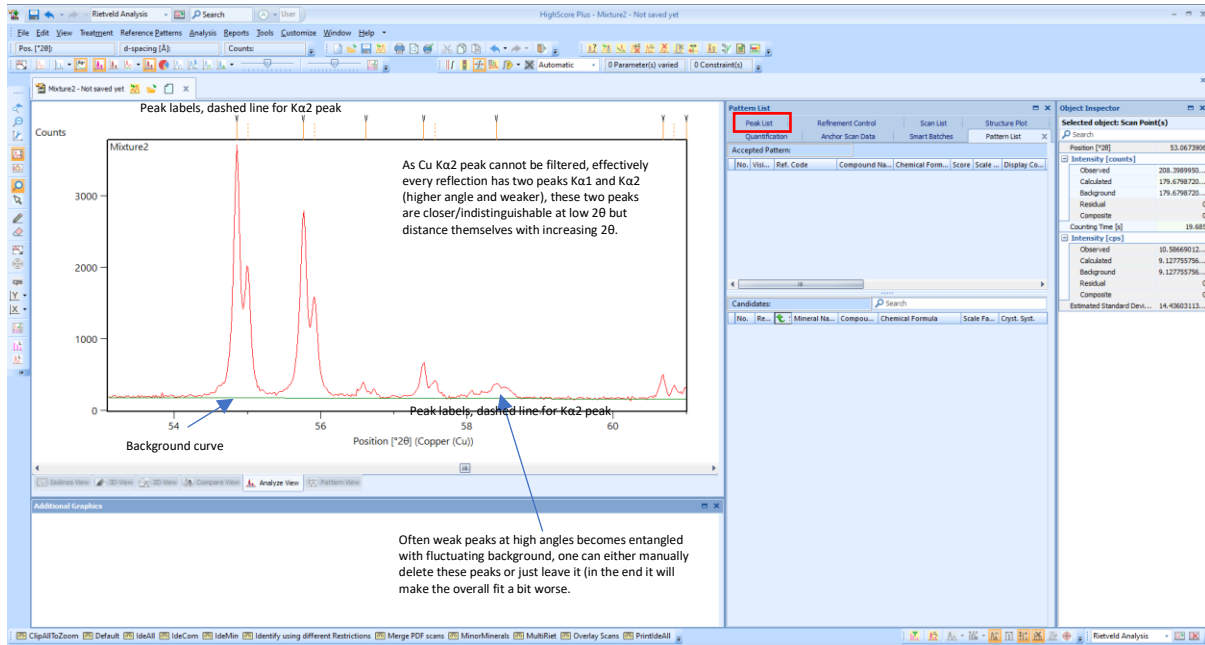 Rietveld Analysis
Search
User
HighScore Plus - Mixture2 - Not saved yet
File Edit View Treatment Reference Patterns Analysis Reports Tools Customize Window Help
Pos. [°2θ]: d-spacing [Å]: Counts:
Automatic 0 Parameter(s) varied 0 Constraint(s)
Mixture2 - Not saved yet
Peak labels, dashed line for Kα2 peak
Counts
Mixture2
As Cu Kα2 peak cannot be filtered, effectively
every reflection has two peaks Kα1 and Kα2
(higher angle and weaker), these two peaks
are closer/indistinguishable at low 2θ but
distance themselves with increasing 2θ.
3000
2000
1000
0
Peak labels, dashed line for Kα2 peak
54 56 58 60
Position [°2θ] (Copper (Cu))
Background curve
Isolines View 3D View 2D View Compare View Analyze View Pattern View
Additional Graphics
Often weak peaks at high angles becomes entangled
with fluctuating background, one can either manually
delete these peaks or just leave it (in the end it will
make the overall fit a bit worse.
Pattern List
Peak List Refinement Control Scan List Structure Plot
Quantification Anchor Scan Data Smart Batches Pattern List
Accepted Pattern:
No. Visi... Ref. Code Compound Na... Chemical Form... Score Scale ... Display Co...
Candidates: Search
No. Re... Mineral Na... Compou... Chemical Formula Scale Fa... Cryst. Syst.
Object Inspector
Selected object: Scan Point(s)
Search
Position [°2θ] 53.0673906
Intensity [counts]
Observed 208.3989950...
Calculated 179.6798720...
Background 179.6798720...
Residual 0
Composite 0
Counting Time [s] 19.685
Intensity [cps]
Observed 10.58669012...
Calculated 9.127755756...
Background 9.127755756...
Residual 0
Composite 0
Estimated Standard Devi... 14.43603113...
ClipAllToZoom Default IdeAll IdeCom IdeMin Identify using different Restrictions Merge PDF scans MinorMinerals MultiRiet Overlay Scans PrintIdeAll
Rietveld Analysis